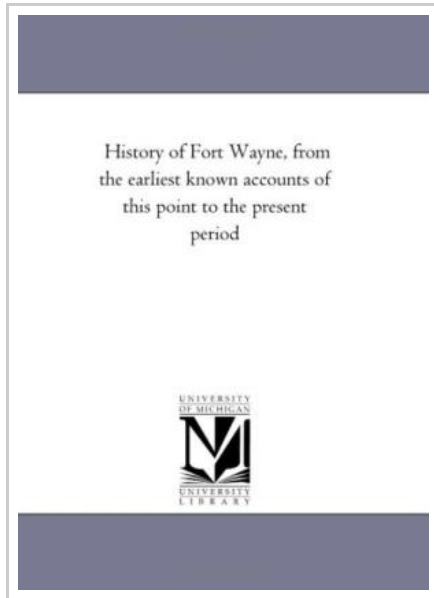 History of Fort Wayne, from
the earliest known accounts of
this point to the present
period
UNIVERSITY
OF MICHIGAN
M
UNIVERSITY
LIBRARY